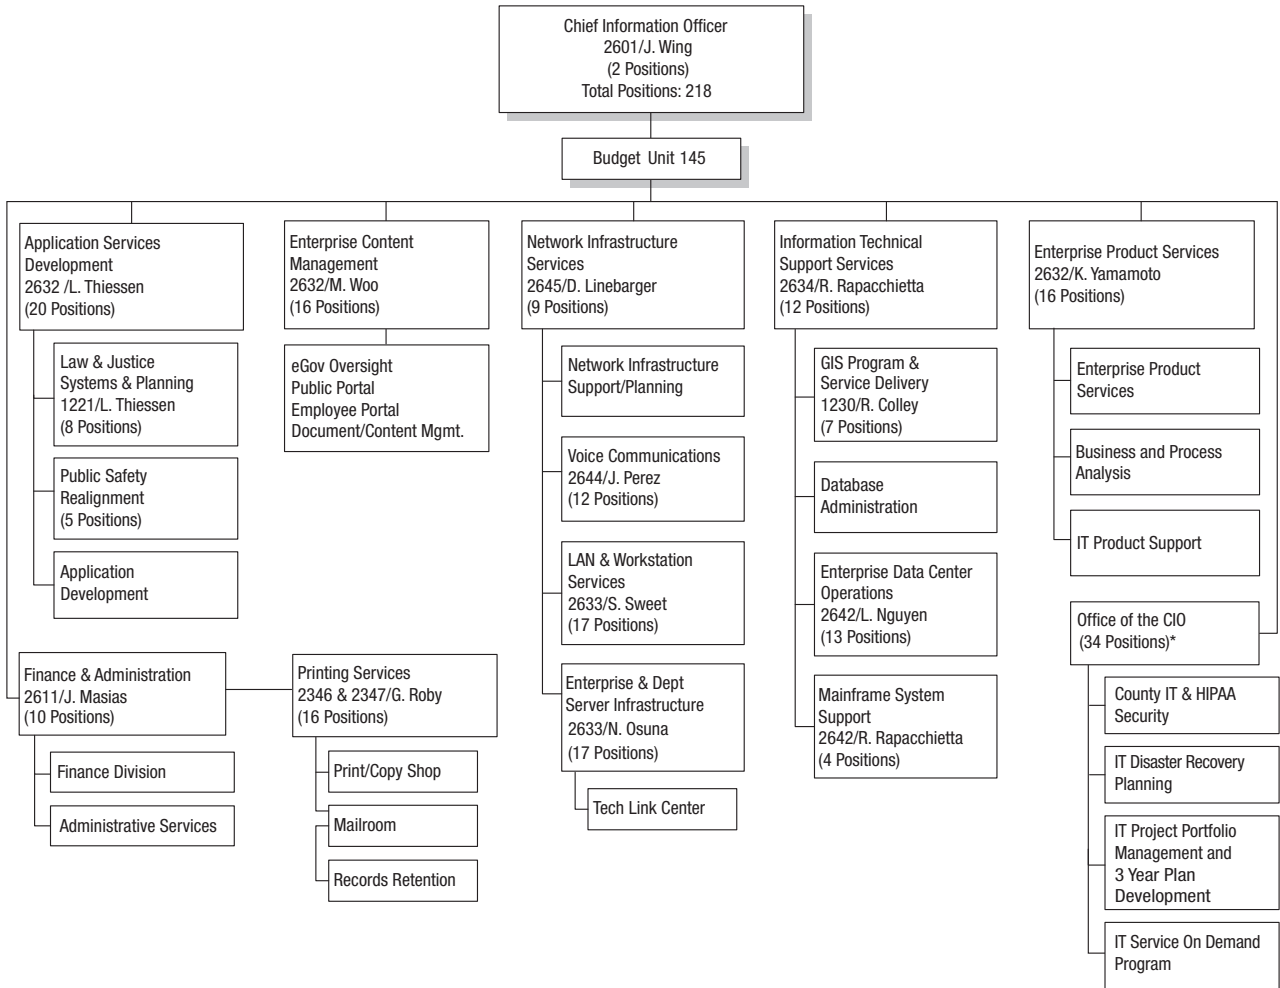 Chief Information Officer
2601/J. Wing
(2 Positions)
Total Positions: 218
Budget Unit 145
Application Services
Development
2632 /L. Thiessen
(20 Positions)
Law & Justice
Systems & Planning
1221/L. Thiessen
(8 Positions)
Public Safety
Realignment
(5 Positions)
Application
Development
Enterprise Content
Management
2632/M. Woo
(16 Positions)
eGov Oversight
Public Portal
Employee Portal
Document/Content Mgmt.
Network Infrastructure
Services
2645/D. Linebarger
(9 Positions)
Network Infrastructure
Support/Planning
Voice Communications
2644/J. Perez
(12 Positions)
LAN & Workstation
Services
2633/S. Sweet
(17 Positions)
Enterprise & Dept
Server Infrastructure
2633/N. Osuna
(17 Positions)
Tech Link Center
Information Technical
Support Services
2634/R. Rapacchietta
(12 Positions)
GIS Program &
Service Delivery
1230/R. Colley
(7 Positions)
Database
Administration
Enterprise Data Center
Operations
2642/L. Nguyen
(13 Positions)
Mainframe System
Support
2642/R. Rapacchietta
(4 Positions)
Enterprise Product Services
2632/K. Yamamoto
(16 Positions)
Enterprise Product
Services
Business and Process
Analysis
IT Product Support
Office of the CIO
(34 Positions)*
County IT & HIPAA
Security
IT Disaster Recovery
Planning
IT Project Portfolio
Management and
3 Year Plan
Development
IT Service On Demand
Program
Finance & Administration
2611/J. Masias
(10 Positions)
Finance Division
Administrative Services
Printing Services
2346 & 2347/G. Roby
(16 Positions)
Print/Copy Shop
Mailroom
Records Retention